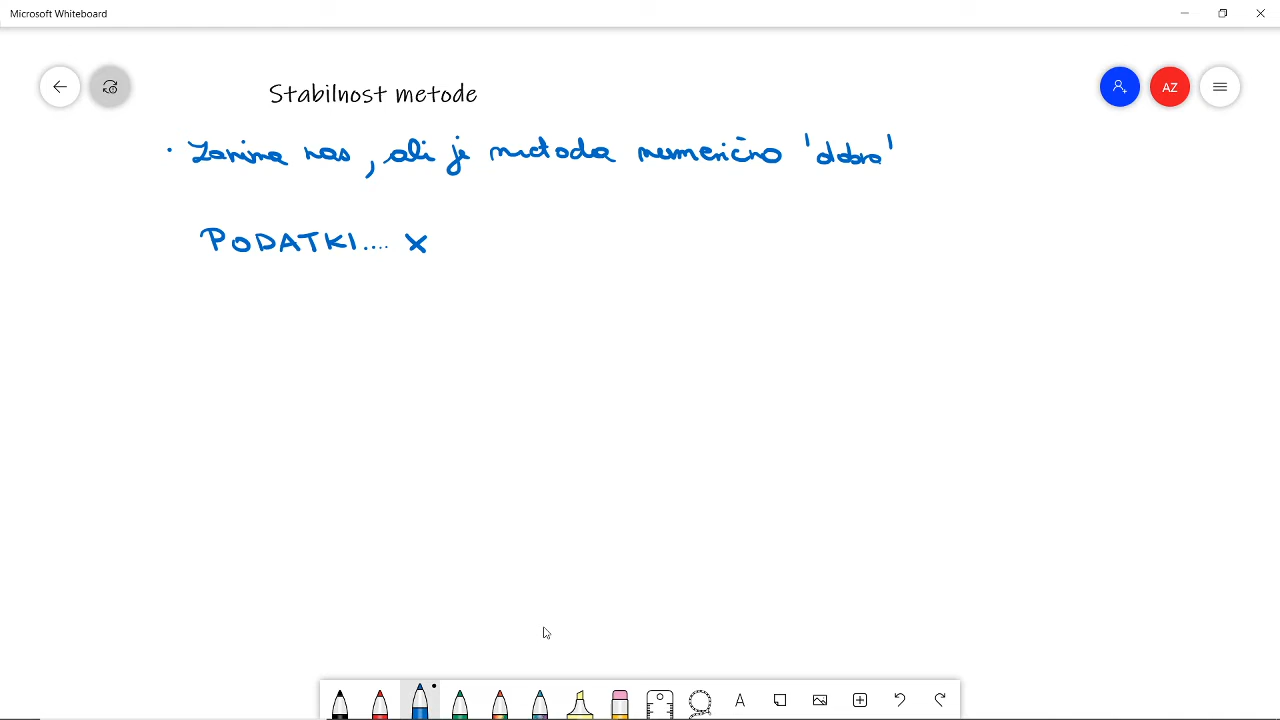 Microsoft Whiteboard
AZ
Stabilnost metode
· Zanima nas, ali je metoda numerično 'dobra'
PODATKI.... x
A